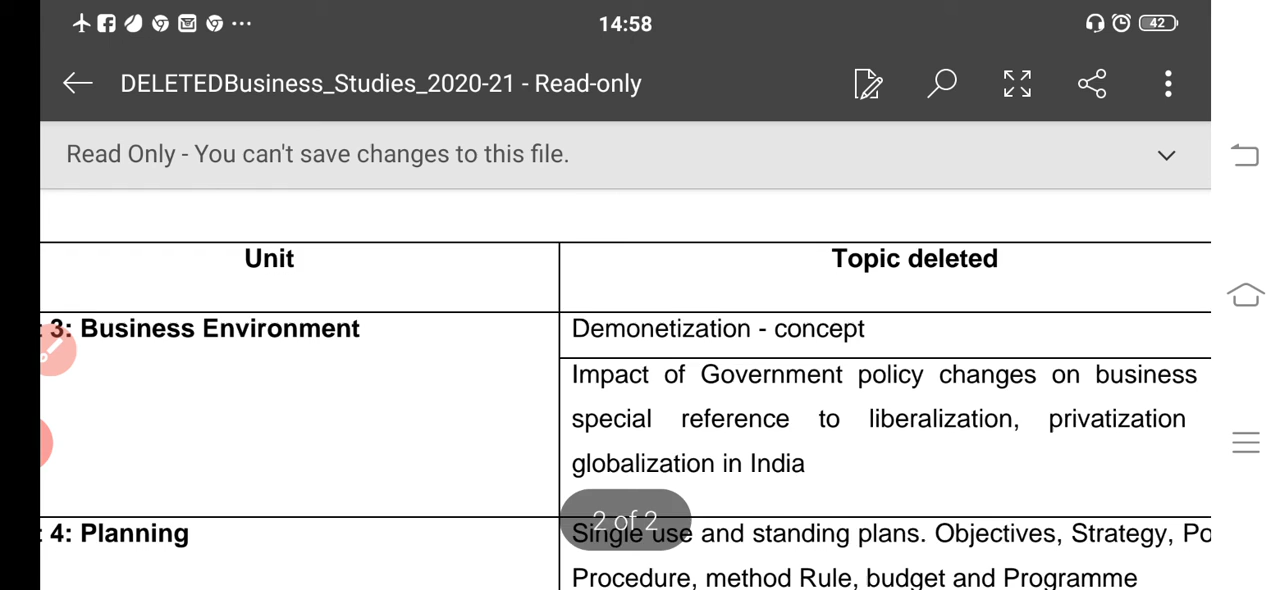 14:58
42
DELETEDBusiness_Studies_2020-21 - Read-only
Read Only - You can't save changes to this file.
Unit
Topic deleted
3: Business Environment
Demonetization - concept
Impact of Government policy changes on business
special reference to liberalization, privatization
globalization in India
2 of 2
4: Planning
Single use and standing plans. Objectives, Strategy, Po
Procedure, method Rule, budget and Programme